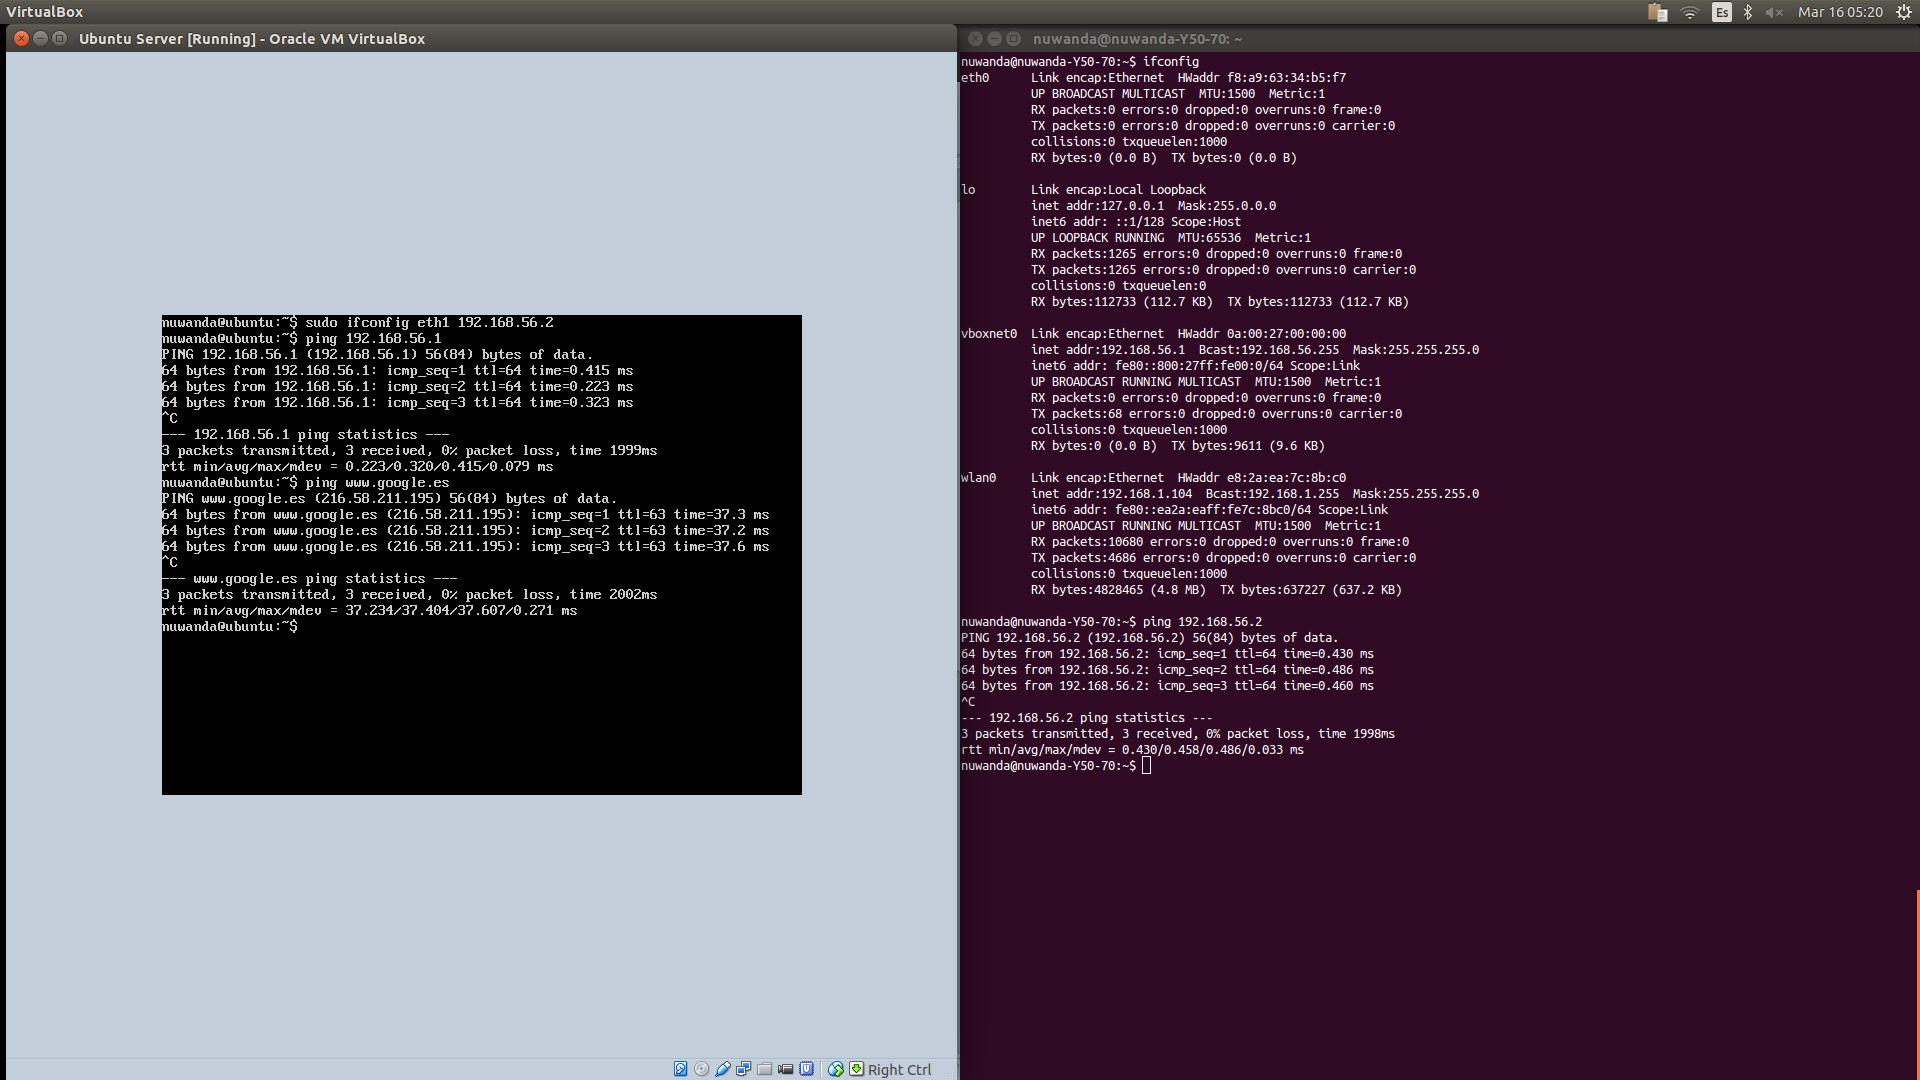 VirtualBox
Es
Mar 16 05:20
Ubuntu Server [Running] - Oracle VM VirtualBox
nuwanda@ubuntu:~$ sudo ifconfig eth1 192.168.56.2
nuwanda@ubuntu:~$ ping 192.168.56.1
PING 192.168.56.1 (192.168.56.1) 56(84) bytes of data.
64 bytes from 192.168.56.1: icmp_seq=1 ttl=64 time=0.415 ms
64 bytes from 192.168.56.1: icmp_seq=2 ttl=64 time=0.223 ms
64 bytes from 192.168.56.1: icmp_seq=3 ttl=64 time=0.323 ms
^C
--- 192.168.56.1 ping statistics ---
3 packets transmitted, 3 received, 0% packet loss, time 1999ms
rtt min/avg/max/mdev = 0.223/0.320/0.415/0.079 ms
nuwanda@ubuntu:~$ ping www.google.es
PING www.google.es (216.58.211.195) 56(84) bytes of data.
64 bytes from www.google.es (216.58.211.195): icmp_seq=1 ttl=63 time=37.3 ms
64 bytes from www.google.es (216.58.211.195): icmp_seq=2 ttl=63 time=37.2 ms
64 bytes from www.google.es (216.58.211.195): icmp_seq=3 ttl=63 time=37.6 ms
^C
--- www.google.es ping statistics ---
3 packets transmitted, 3 received, 0% packet loss, time 2002ms
rtt min/avg/max/mdev = 37.234/37.404/37.607/0.271 ms
nuwanda@ubuntu:~$
Right Ctrl
nuwanda@nuwanda-Y50-70: ~
nuwanda@nuwanda-Y50-70:~$ ifconfig
eth0 Link encap:Ethernet HWaddr f8:a9:63:34:b5:f7
UP BROADCAST MULTICAST MTU:1500 Metric:1
RX packets:0 errors:0 dropped:0 overruns:0 frame:0
TX packets:0 errors:0 dropped:0 overruns:0 carrier:0
collisions:0 txqueuelen:1000
RX bytes:0 (0.0 B) TX bytes:0 (0.0 B)
lo Link encap:Local Loopback
inet addr:127.0.0.1 Mask:255.0.0.0
inet6 addr: ::1/128 Scope:Host
UP LOOPBACK RUNNING MTU:65536 Metric:1
RX packets:1265 errors:0 dropped:0 overruns:0 frame:0
TX packets:1265 errors:0 dropped:0 overruns:0 carrier:0
collisions:0 txqueuelen:0
RX bytes:112733 (112.7 KB) TX bytes:112733 (112.7 KB)
vboxnet0 Link encap:Ethernet HWaddr 0a:00:27:00:00:00
inet addr:192.168.56.1 Bcast:192.168.56.255 Mask:255.255.255.0
inet6 addr: fe80::800:27ff:fe00:0/64 Scope:Link
UP BROADCAST RUNNING MULTICAST MTU:1500 Metric:1
RX packets:0 errors:0 dropped:0 overruns:0 frame:0
TX packets:68 errors:0 dropped:0 overruns:0 carrier:0
collisions:0 txqueuelen:1000
RX bytes:0 (0.0 B) TX bytes:9611 (9.6 KB)
wlan0 Link encap:Ethernet HWaddr e8:2a:ea:7c:8b:c0
inet addr:192.168.1.104 Bcast:192.168.1.255 Mask:255.255.255.0
inet6 addr: fe80::ea2a:eaff:fe7c:8bc0/64 Scope:Link
UP BROADCAST RUNNING MULTICAST MTU:1500 Metric:1
RX packets:10680 errors:0 dropped:0 overruns:0 frame:0
TX packets:4686 errors:0 dropped:0 overruns:0 carrier:0
collisions:0 txqueuelen:1000
RX bytes:4828465 (4.8 MB) TX bytes:637227 (637.2 KB)
nuwanda@nuwanda-Y50-70:~$ ping 192.168.56.2
PING 192.168.56.2 (192.168.56.2) 56(84) bytes of data.
64 bytes from 192.168.56.2: icmp_seq=1 ttl=64 time=0.430 ms
64 bytes from 192.168.56.2: icmp_seq=2 ttl=64 time=0.486 ms
64 bytes from 192.168.56.2: icmp_seq=3 ttl=64 time=0.460 ms
^C
--- 192.168.56.2 ping statistics ---
3 packets transmitted, 3 received, 0% packet loss, time 1998ms
rtt min/avg/max/mdev = 0.430/0.458/0.486/0.033 ms
nuwanda@nuwanda-Y50-70:~$